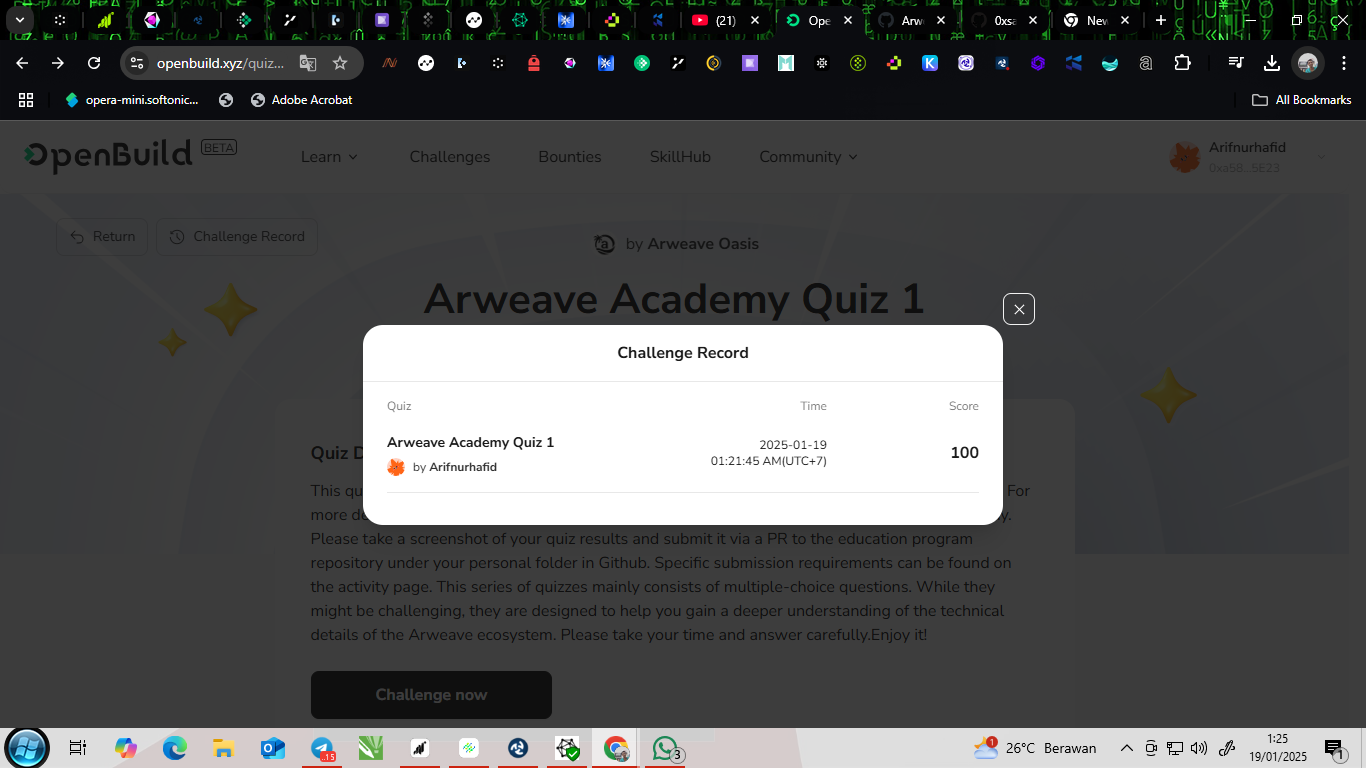 (21)
Ope
Arw
0xsa
New
openbuild.xyz/quiz...
opera-mini.softonic...
Adobe Acrobat
All Bookmarks
OpenBuild
BETA
Learn
Challenges
Bounties
SkillHub
Community
Arifnurhafid
0xa58...5E23
Return
Challenge Record
by Arweave Oasis
Arweave Academy Quiz 1
Challenge Record
Quiz
Time
Score
Arweave Academy Quiz 1
by Arifnurhafid
2025-01-19
01:21:45 AM(UTC+7)
100
Quiz D
This qu
For
more de
y.
Please take a screenshot of your quiz results and submit it via a PR to the education program
repository under your personal folder in Github. Specific submission requirements can be found on
the activity page. This series of quizzes mainly consists of multiple-choice questions. While they
might be challenging, they are designed to help you gain a deeper understanding of the technical
details of the Arweave ecosystem. Please take your time and answer carefully.Enjoy it!
Challenge now
..15
3
1
26°C Berawan
1:25
19/01/2025
1